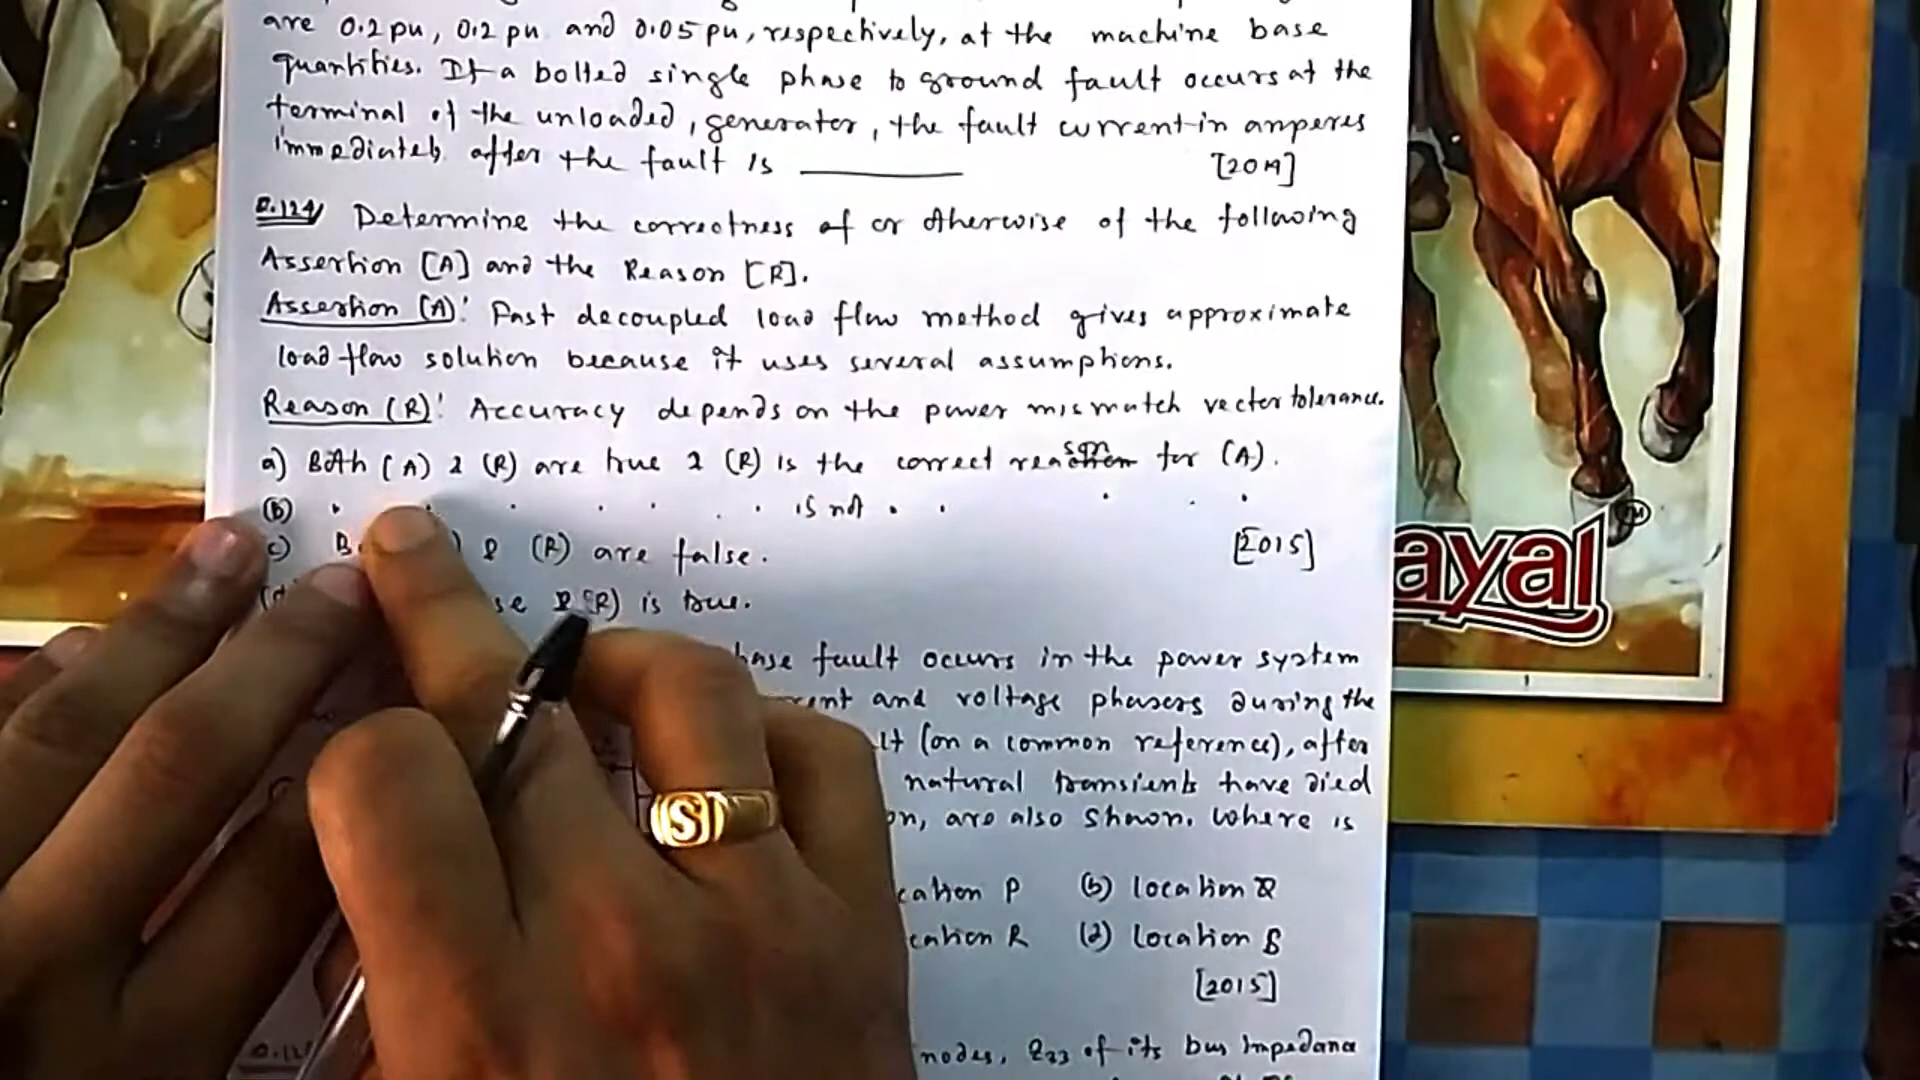 are 0.2 pu, 0.2 pu and 0.05 pu, respectively, at the machine base
quantities. If a bolted single phase to ground fault occurs at the
terminal of the unloaded, generator, the fault current in amperes
immediately after the fault is ________ [2014]
Q.124 Determine the correctness of or otherwise of the following
Assertion [A] and the Reason [R].
Assertion (A): Fast decoupled load flow method gives approximate
load flow solution because it uses several assumptions.
Reason (R): Accuracy depends on the power mismatch vector tolerance.
a) Both (A) & (R) are true & (R) is the correct reason for (A).
(b) is not
c) & (R) are false. [2015]
& (R) is true.
fault occurs in the power system
and voltage phasors during the
(on a common reference), after
natural transients have died
are also shown. Where is
P (b) location Q
R (d) location S
[2015]
nodes, Z33 of its bus impedance
ayal
TM
S